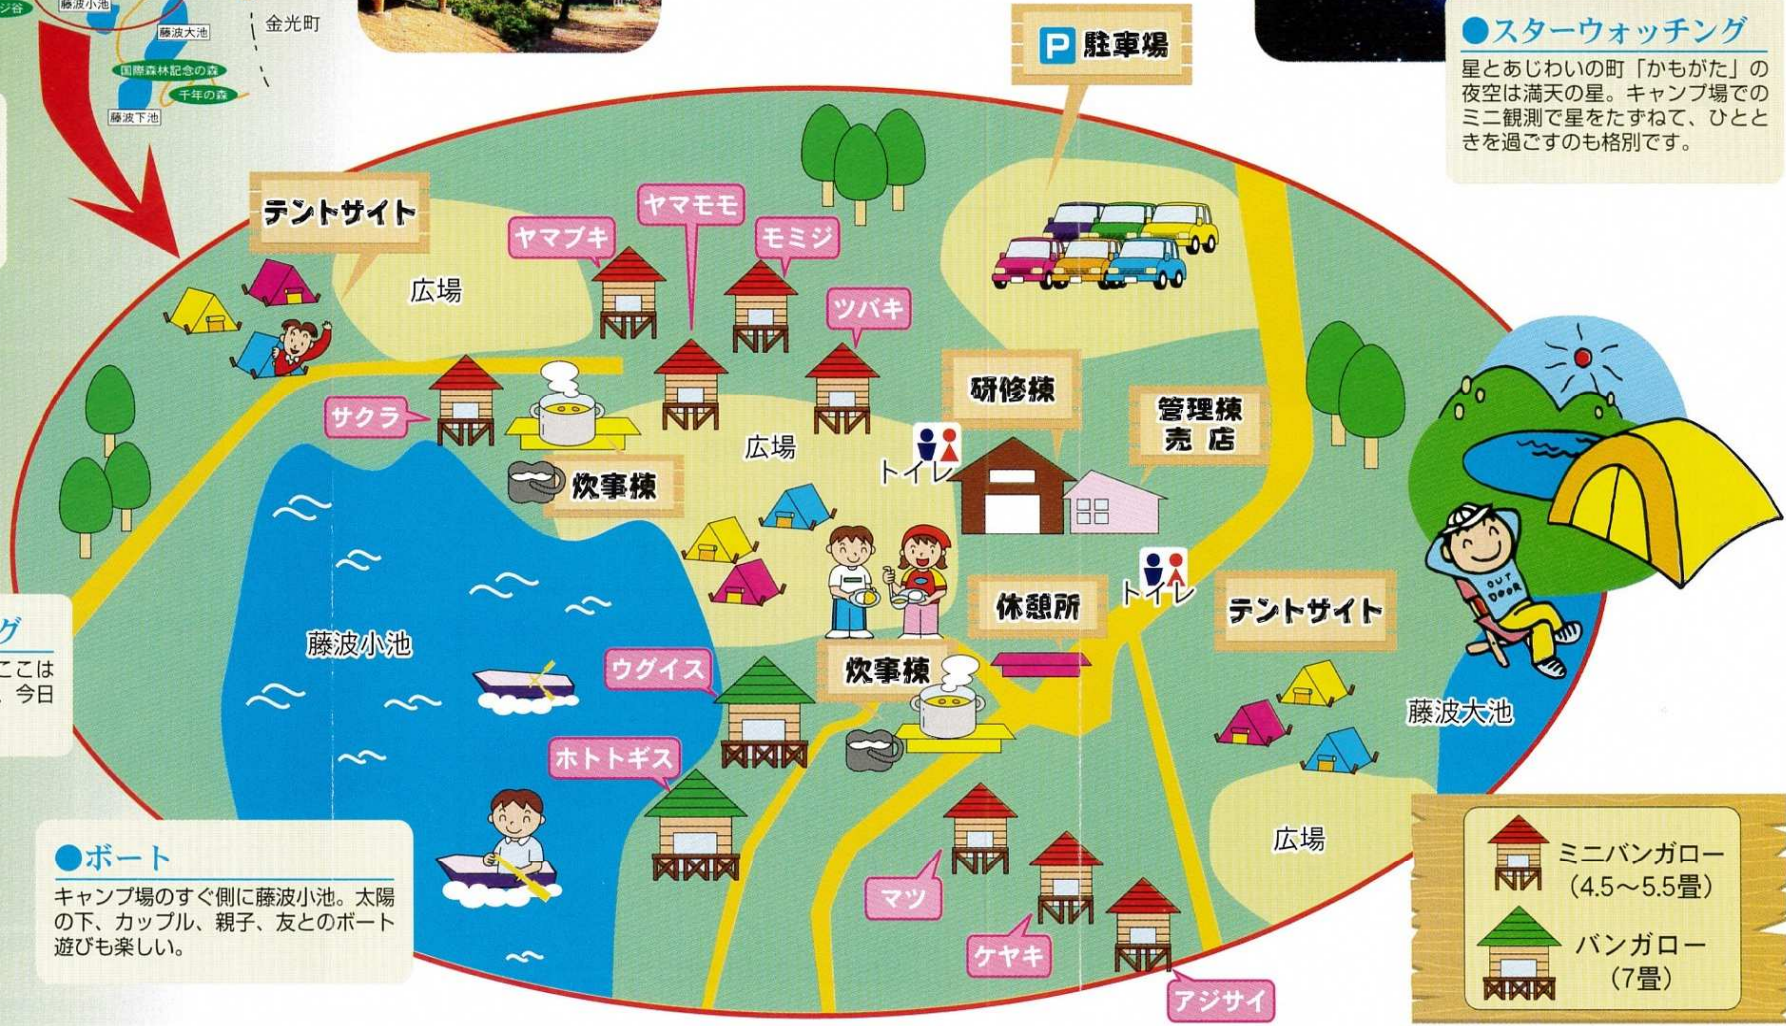 ジ谷
藤波小池
藤波大池
金光町
国際森林記念の森
千年の森
藤波下池
P 駐車場
●スターウォッチング
星とあじわいの町「かもがた」の
夜空は満天の星。キャンプ場での
ミニ観測で星をたずねて、ひとと
きを過ごすのも格別です。
テントサイト
ヤマブキ
ヤマモモ
モミジ
ツバキ
広場
サクラ
研修棟
管理棟
売店
炊事棟
広場
トイレ
トイレ
休憩所
テントサイト
OUT
DOOR
グ
ここは
、今日
藤波小池
ウグイス
炊事棟
ホトトギス
藤波大池
広場
マツ
ケヤキ
アジサイ
●ボート
キャンプ場のすぐ側に藤波小池。太陽
の下、カップル、親子、友とのボート
遊びも楽しい。
ミニバンガロー
(4.5～5.5畳)
バンガロー
(7畳)